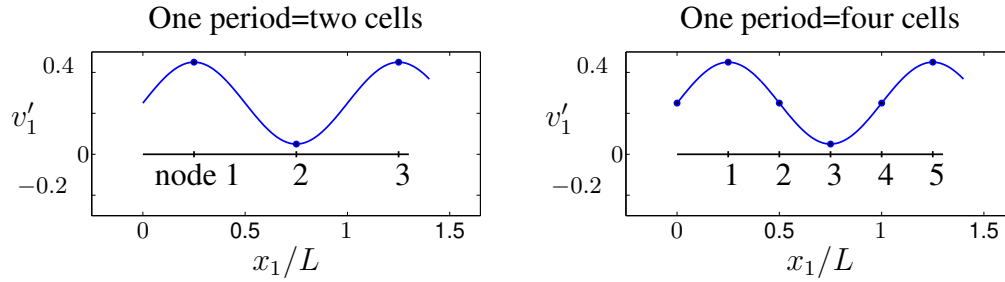 One period=two cells
0.4
v′₁
0
−0.2
node 1 2 3
0 0.5 1 1.5
x₁/L
One period=four cells
0.4
v′₁
0
−0.2
1 2 3 4 5
0 0.5 1 1.5
x₁/L